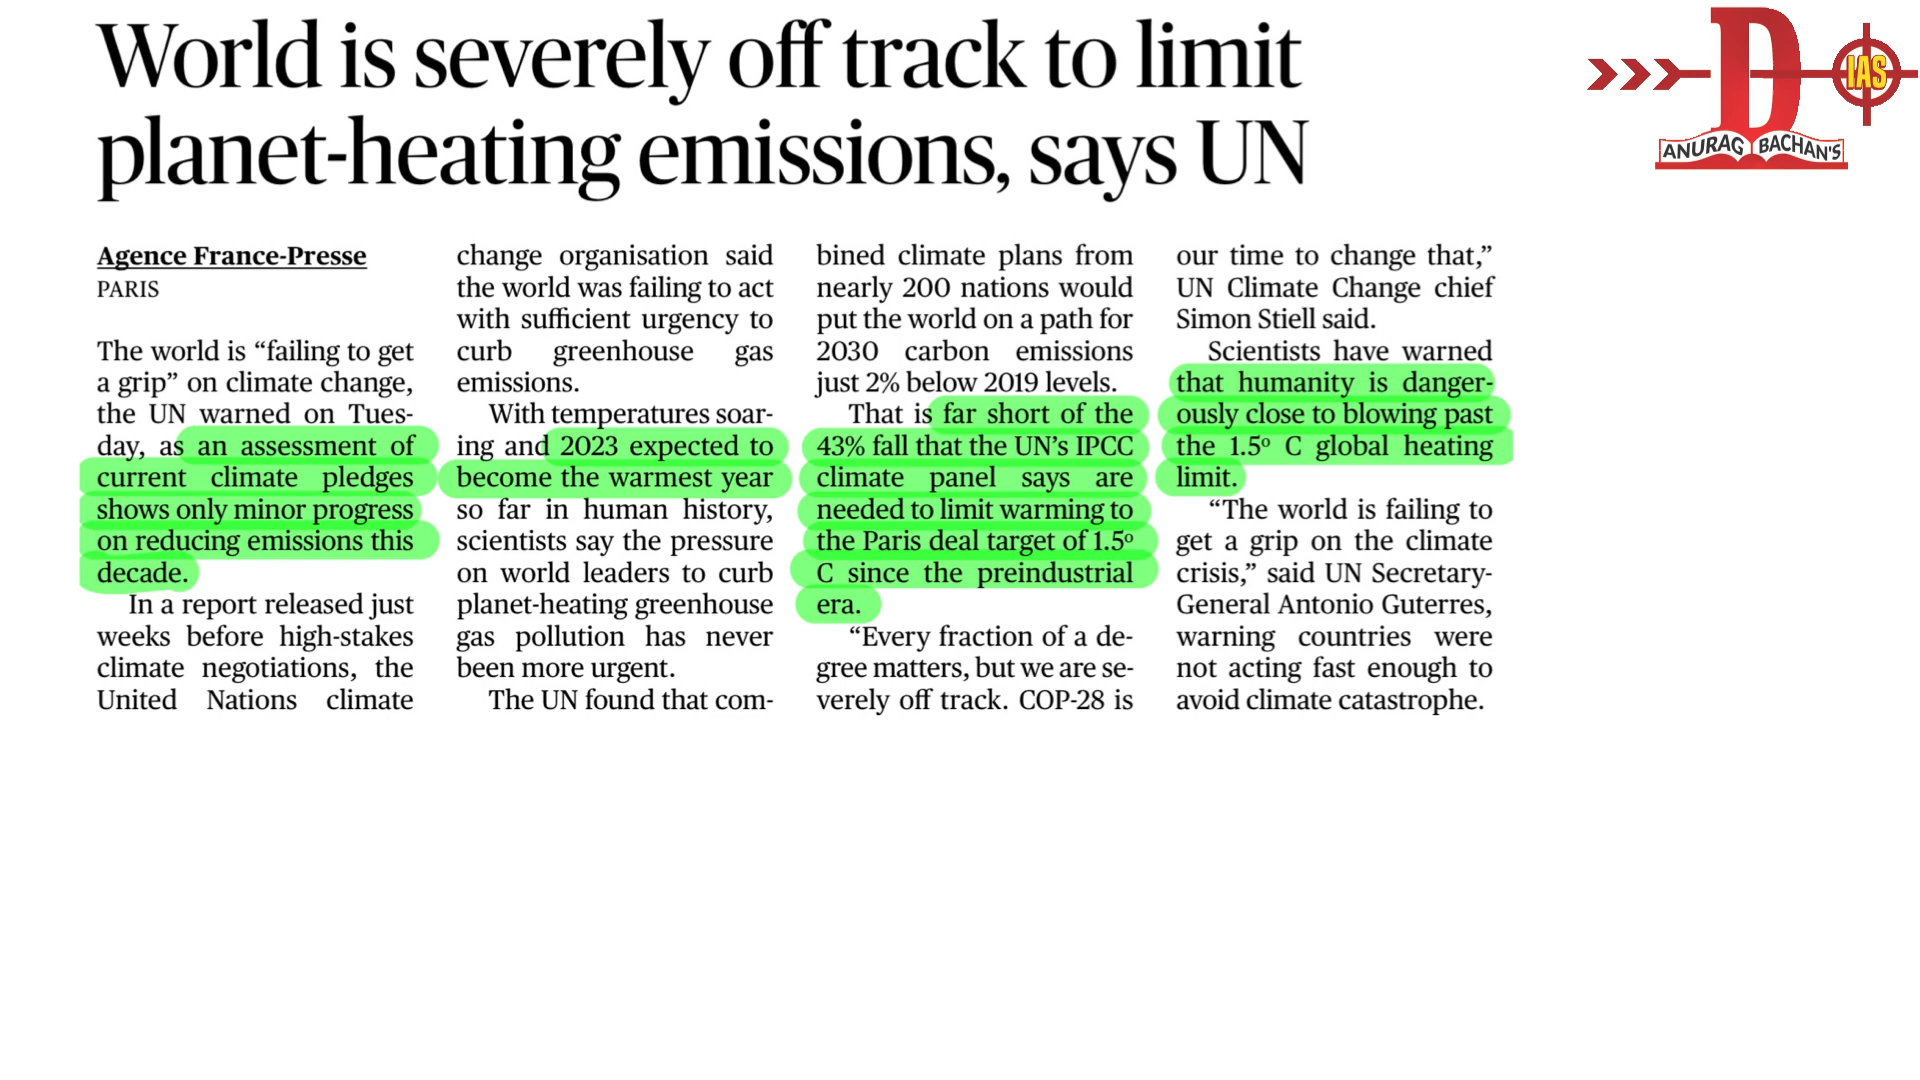 World is severely off track to limit
planet-heating emissions, says UN
Agence France-Presse
PARIS
The world is “failing to get
a grip” on climate change,
the UN warned on Tues-
day, as an assessment of
current climate pledges
shows only minor progress
on reducing emissions this
decade.
In a report released just
weeks before high-stakes
climate negotiations, the
United Nations climate
change organisation said
the world was failing to act
with sufficient urgency to
curb greenhouse gas
emissions.
With temperatures soar-
ing and 2023 expected to
become the warmest year
so far in human history,
scientists say the pressure
on world leaders to curb
planet-heating greenhouse
gas pollution has never
been more urgent.
The UN found that com-
bined climate plans from
nearly 200 nations would
put the world on a path for
2030 carbon emissions
just 2% below 2019 levels.
That is far short of the
43% fall that the UN’s IPCC
climate panel says are
needed to limit warming to
the Paris deal target of 1.5º
C since the preindustrial
era.
“Every fraction of a de-
gree matters, but we are se-
verely off track. COP-28 is
our time to change that,”
UN Climate Change chief
Simon Stiell said.
Scientists have warned
that humanity is danger-
ously close to blowing past
the 1.5º C global heating
limit.
“The world is failing to
get a grip on the climate
crisis,” said UN Secretary-
General Antonio Guterres,
warning countries were
not acting fast enough to
avoid climate catastrophe.
D
IAS
ANURAG BACHAN'S